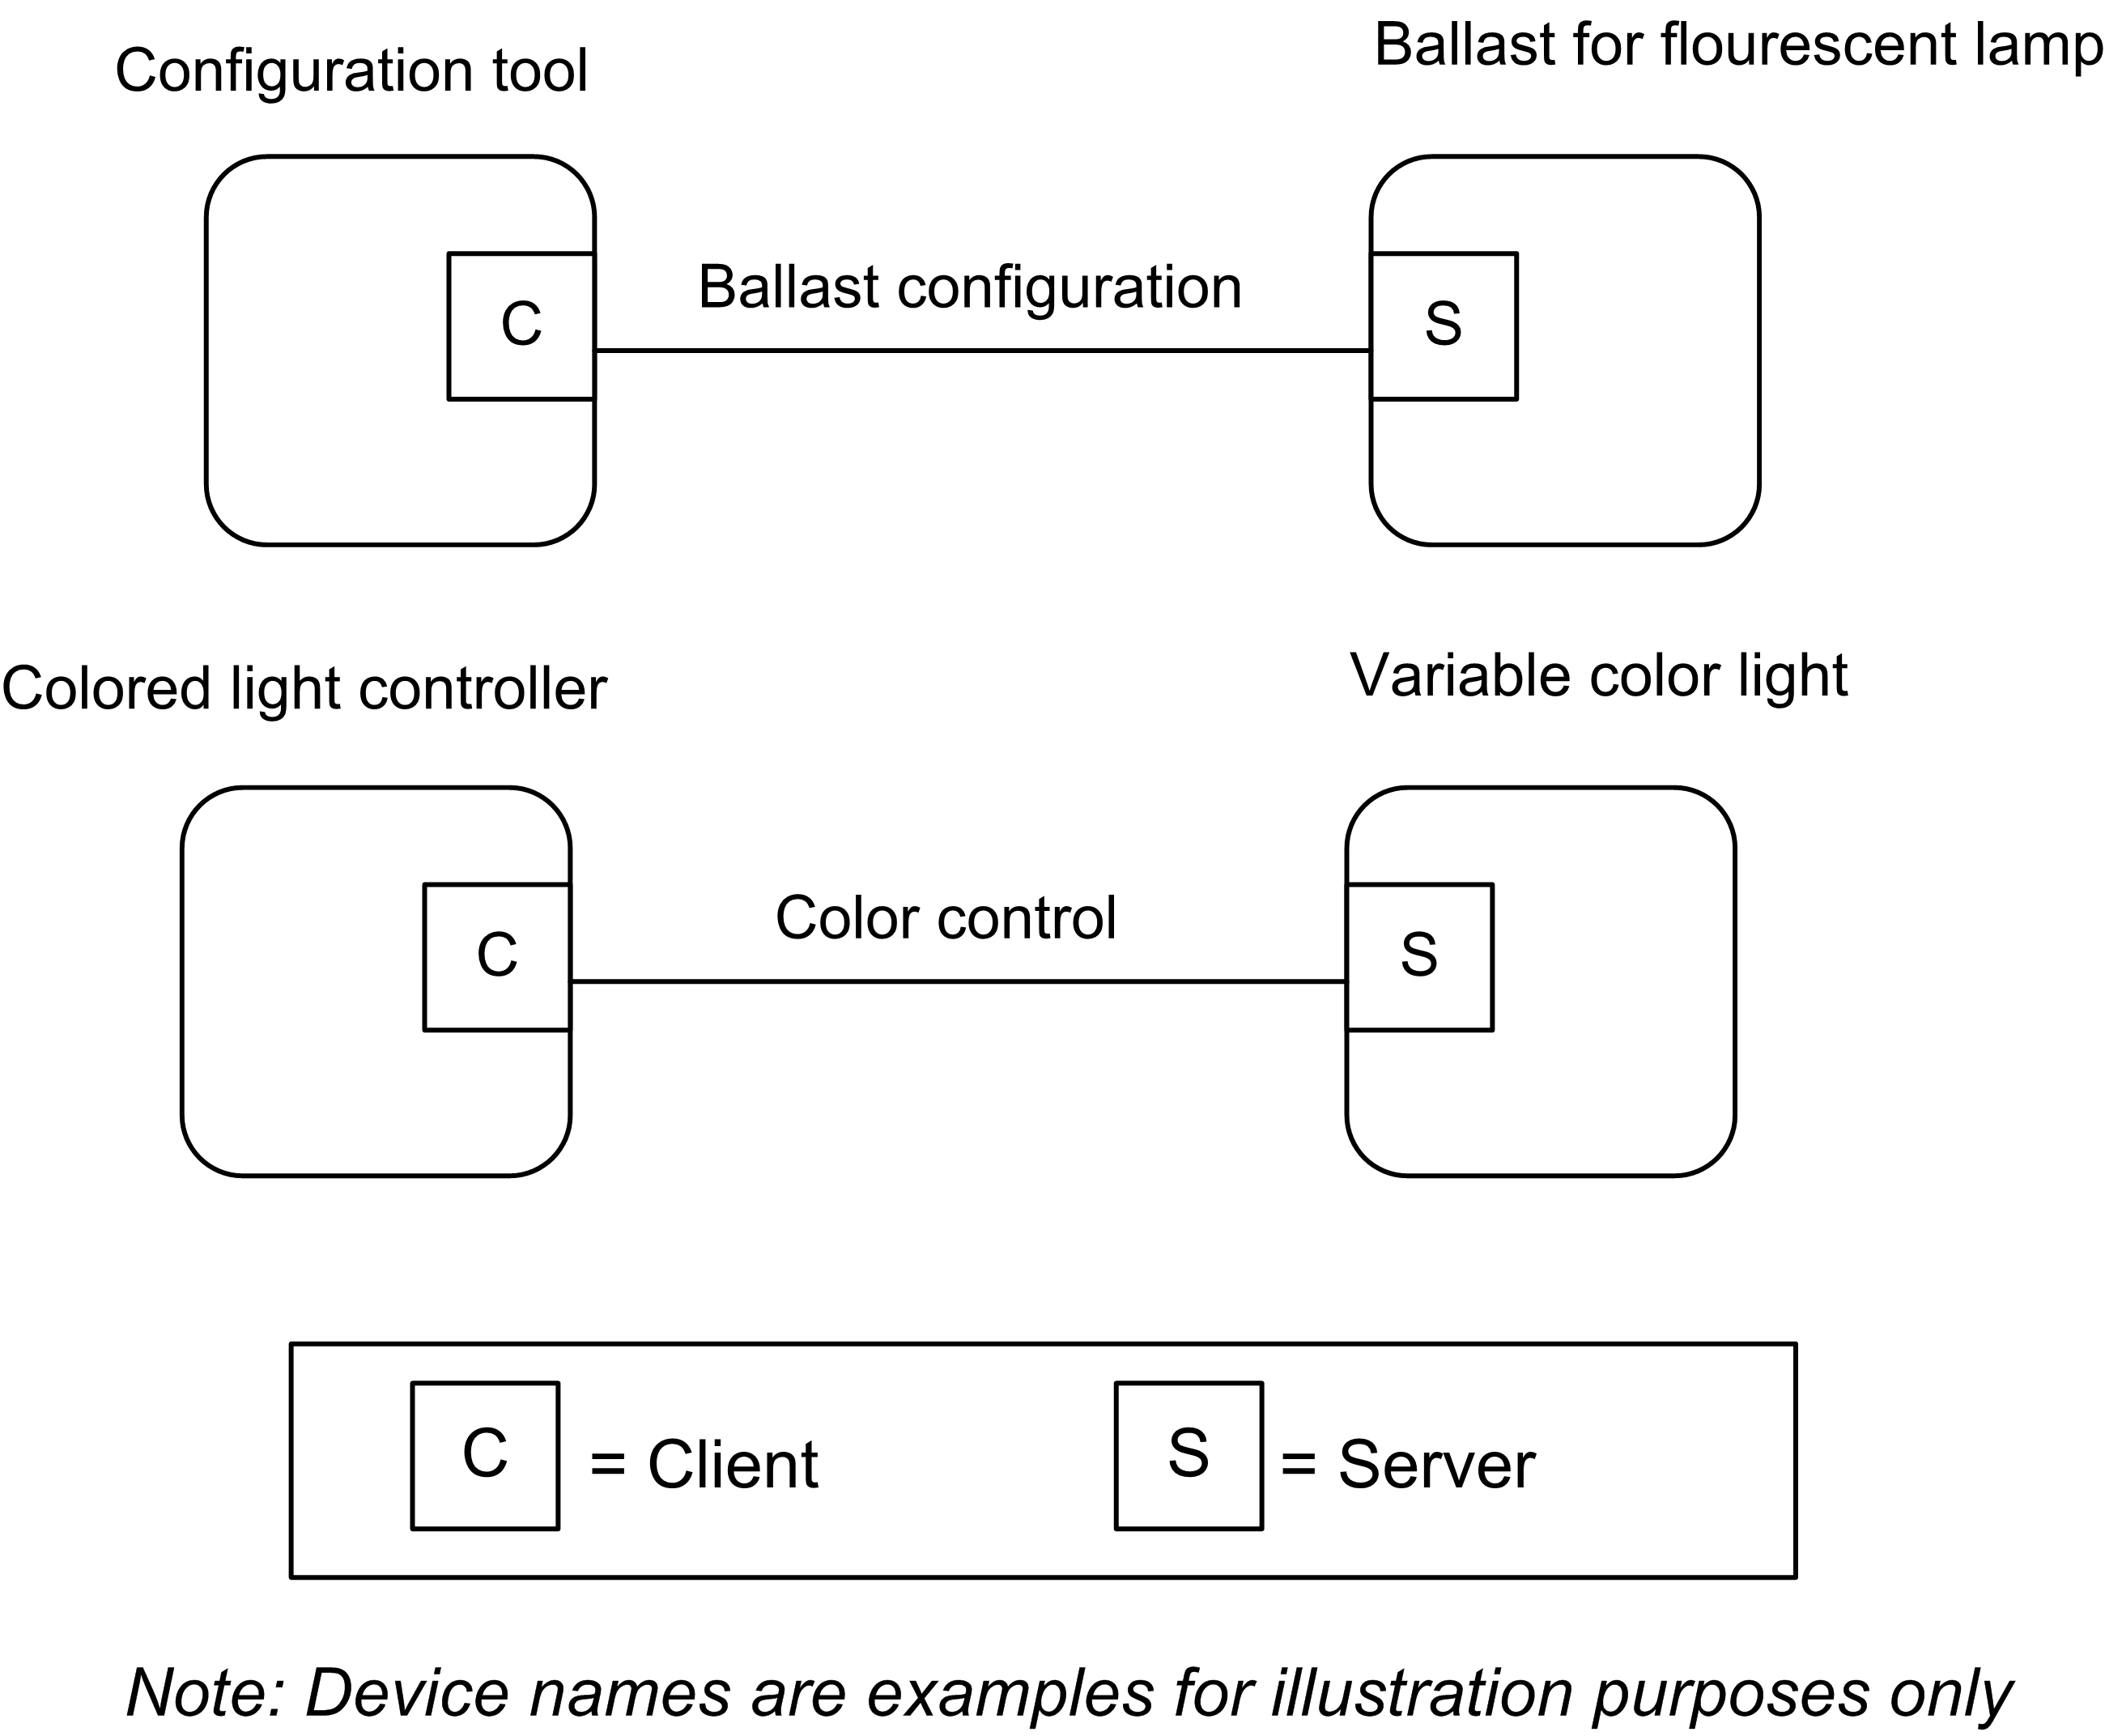 Configuration tool
Ballast for flourescent lamp
Ballast configuration
C
S
Colored light controller
Variable color light
Color control
C
S
C = Client
S = Server
Note: Device names are examples for illustration purposes only